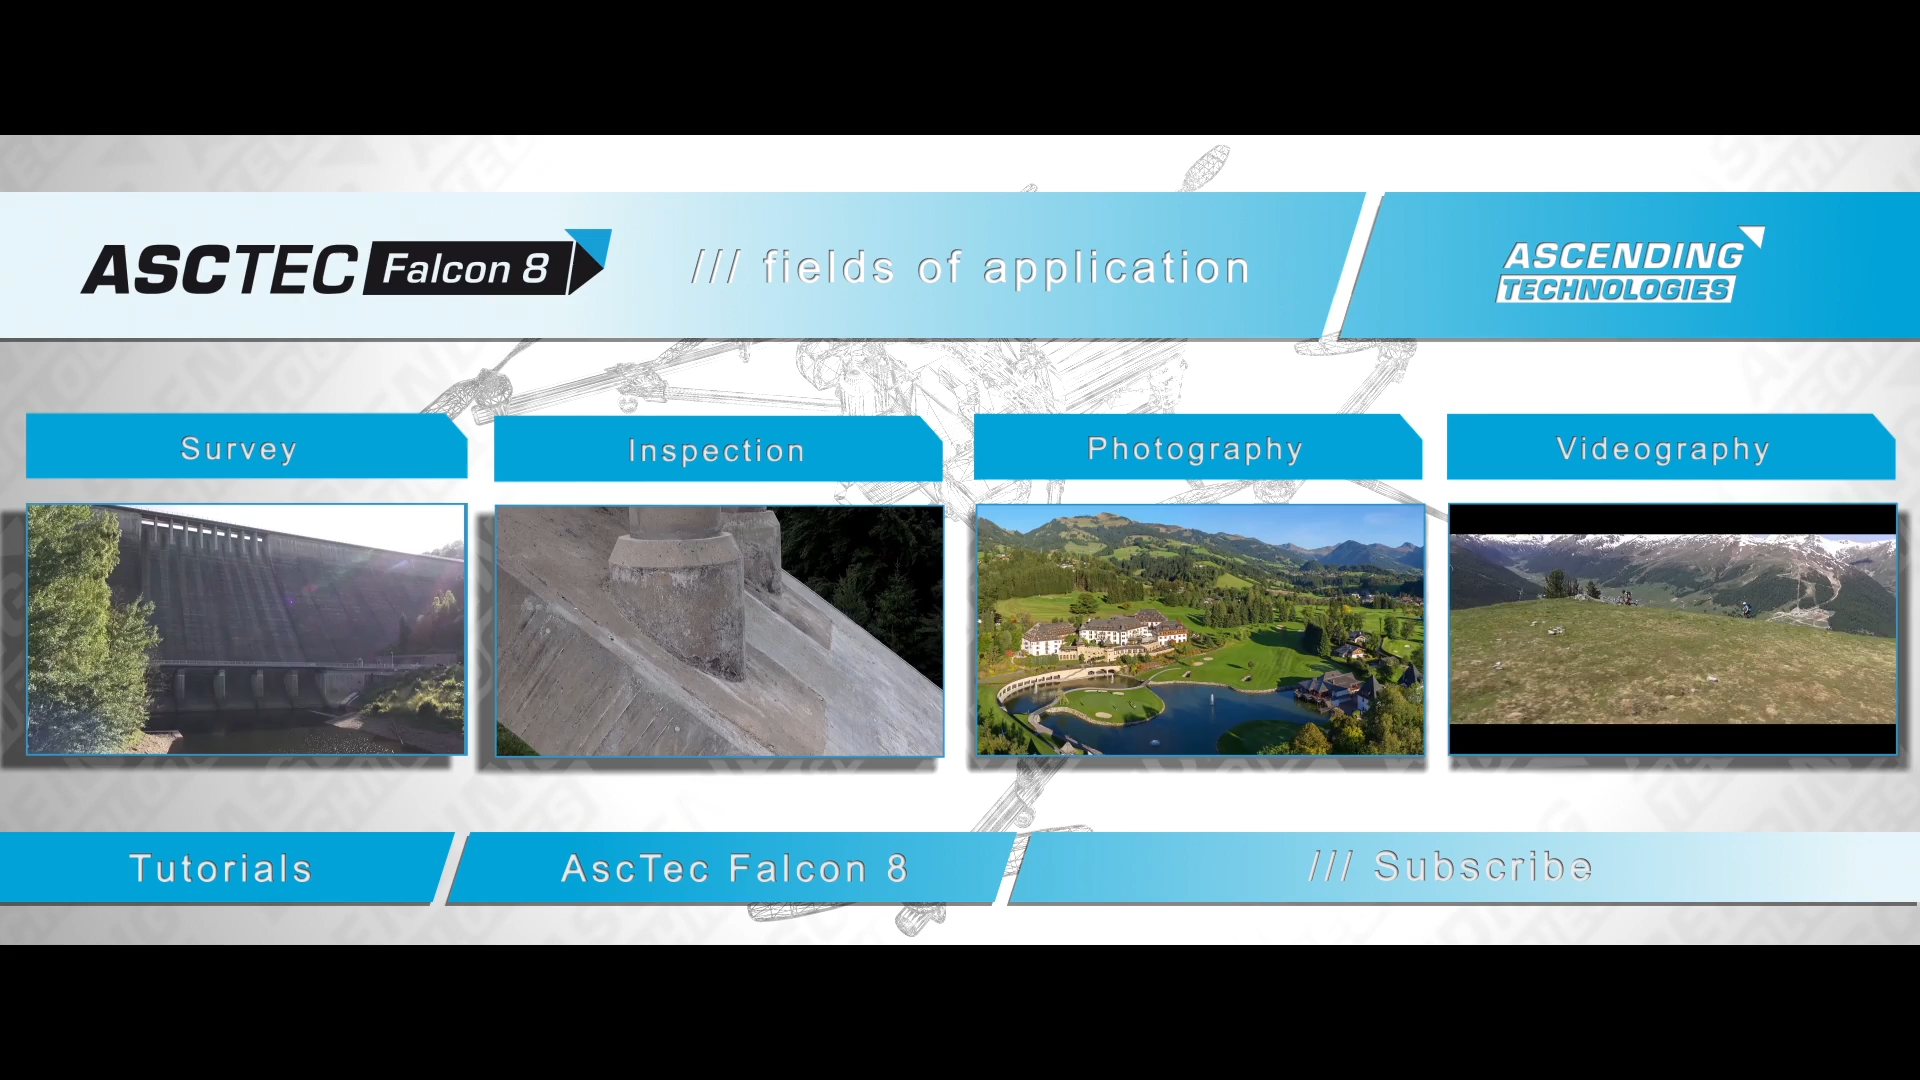 ASCTEC Falcon 8
/// fields of application
ASCENDING
TECHNOLOGIES
Survey
Inspection
Photography
Videography
Tutorials
AscTec Falcon 8
/// Subscribe